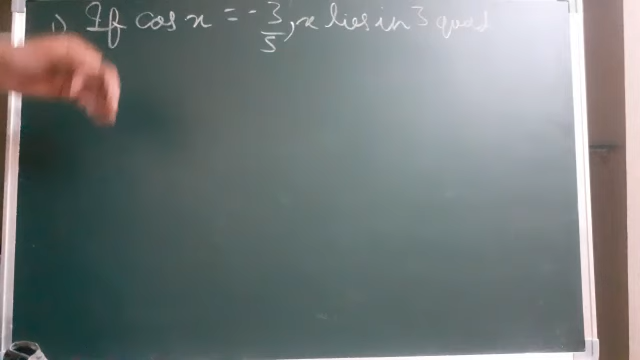 1) If cos x = -3/5, x lies in 3 quad